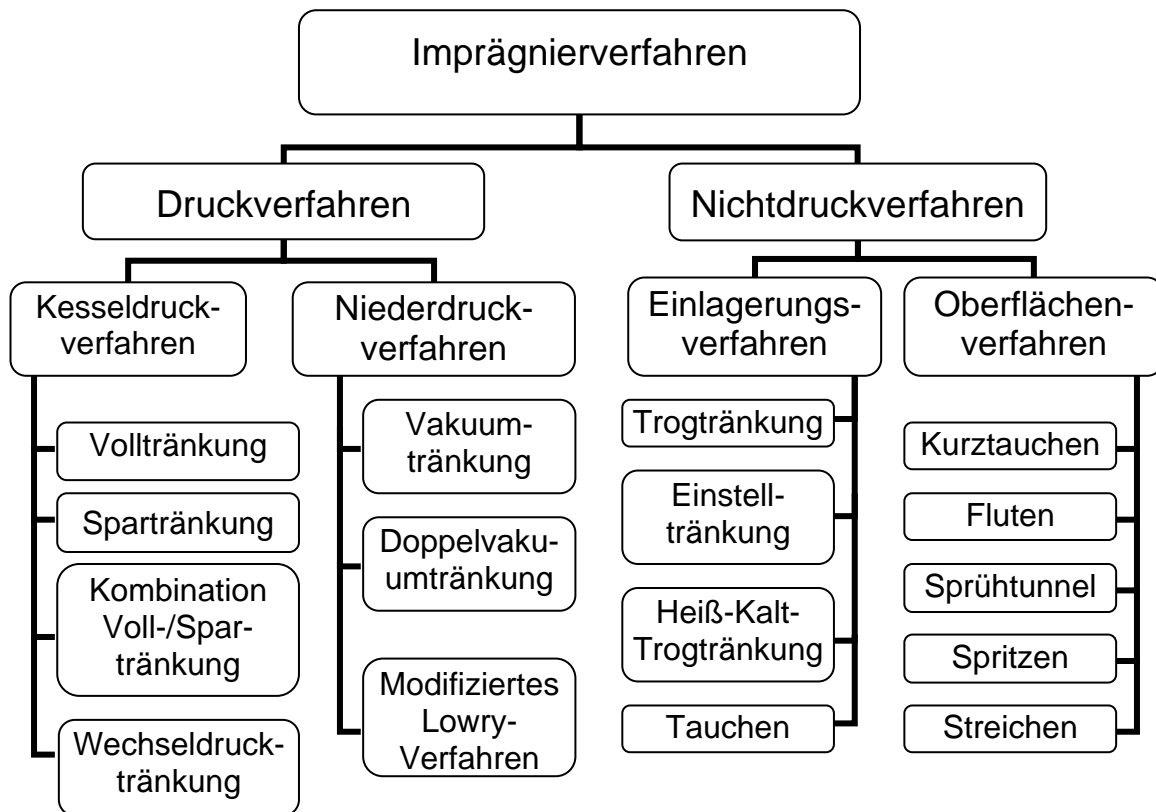 Imprägnierverfahren
Druckverfahren
Nichtdruckverfahren
Kesseldruck-
verfahren
Niederdruck-
verfahren
Einlagerungs-
verfahren
Oberflächen-
verfahren
Volltränkung
Spartränkung
Kombination
Voll-/Spar-
tränkung
Wechseldruck-
tränkung
Vakuum-
tränkung
Doppelvaku-
umtränkung
Modifiziertes
Lowry-
Verfahren
Trogtränkung
Einstell-
tränkung
Heiß-Kalt-
Trogtränkung
Tauchen
Kurztauchen
Fluten
Sprühtunnel
Spritzen
Streichen